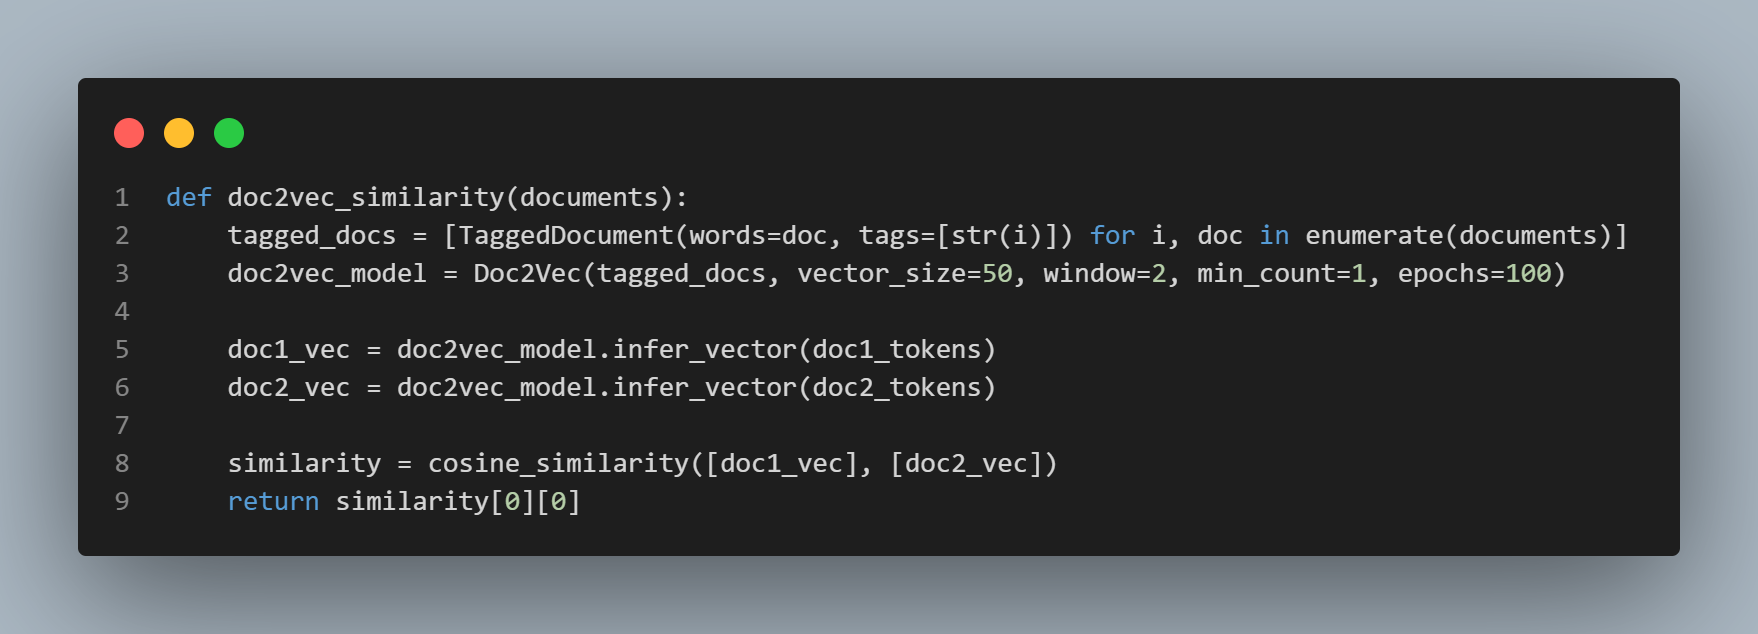 1 def doc2vec_similarity(documents):
2     tagged_docs = [TaggedDocument(words=doc, tags=[str(i)]) for i, doc in enumerate(documents)]
3     doc2vec_model = Doc2Vec(tagged_docs, vector_size=50, window=2, min_count=1, epochs=100)
4
5     doc1_vec = doc2vec_model.infer_vector(doc1_tokens)
6     doc2_vec = doc2vec_model.infer_vector(doc2_tokens)
7
8     similarity = cosine_similarity([doc1_vec], [doc2_vec])
9     return similarity[0][0]